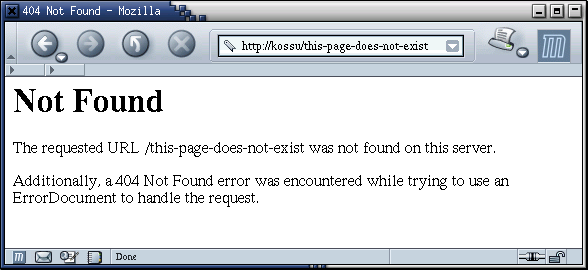 404 Not Found - Mozilla
http://kossu/this-page-does-not-exist
Not Found
The requested URL /this-page-does-not-exist was not found on this server.
Additionally, a 404 Not Found error was encountered while trying to use an
ErrorDocument to handle the request.
Done